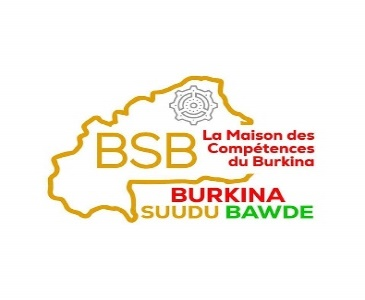 BSB
La Maison des
Compétences
du Burkina
BURKINA
SUUDU BAWDE